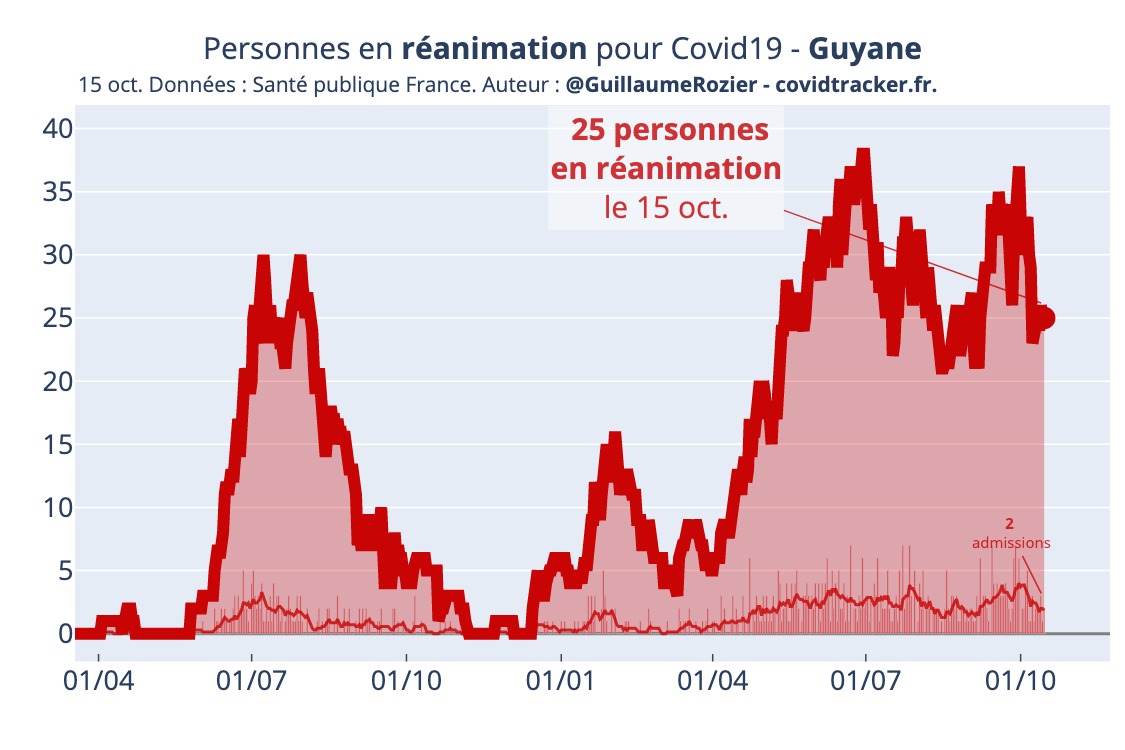 Personnes en réanimation pour Covid19 - Guyane
15 oct. Données : Santé publique France. Auteur : @GuillaumeRozier - covidtracker.fr.
40
35
30
25
20
15
10
5
0
25 personnes
en réanimation
le 15 oct.
2
admissions
01/04
01/07
01/10
01/01
01/04
01/07
01/10